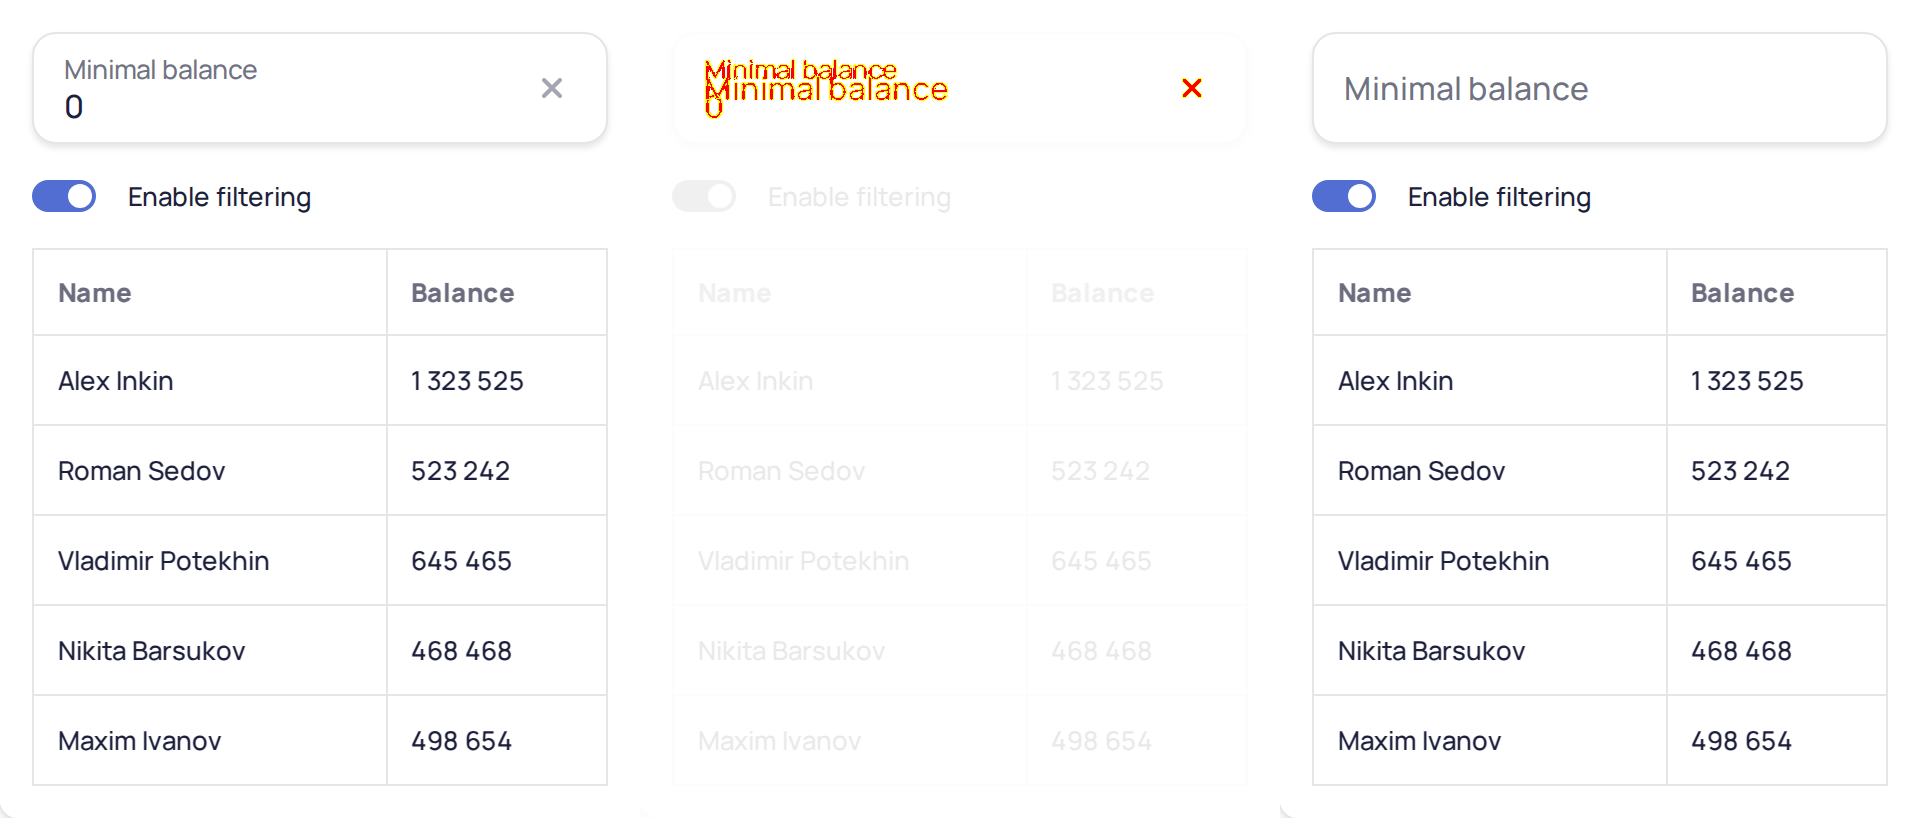 Minimal balance
0
Enable filtering
Name Balance
Alex Inkin 1 323 525
Roman Sedov 523 242
Vladimir Potekhin 645 465
Nikita Barsukov 468 468
Maxim Ivanov 498 654
Minimal balance
Minimal balance
0
Enable filtering
Name Balance
Alex Inkin 1 323 525
Roman Sedov 523 242
Vladimir Potekhin 645 465
Nikita Barsukov 468 468
Maxim Ivanov 498 654
Minimal balance
Enable filtering
Name Balance
Alex Inkin 1 323 525
Roman Sedov 523 242
Vladimir Potekhin 645 465
Nikita Barsukov 468 468
Maxim Ivanov 498 654